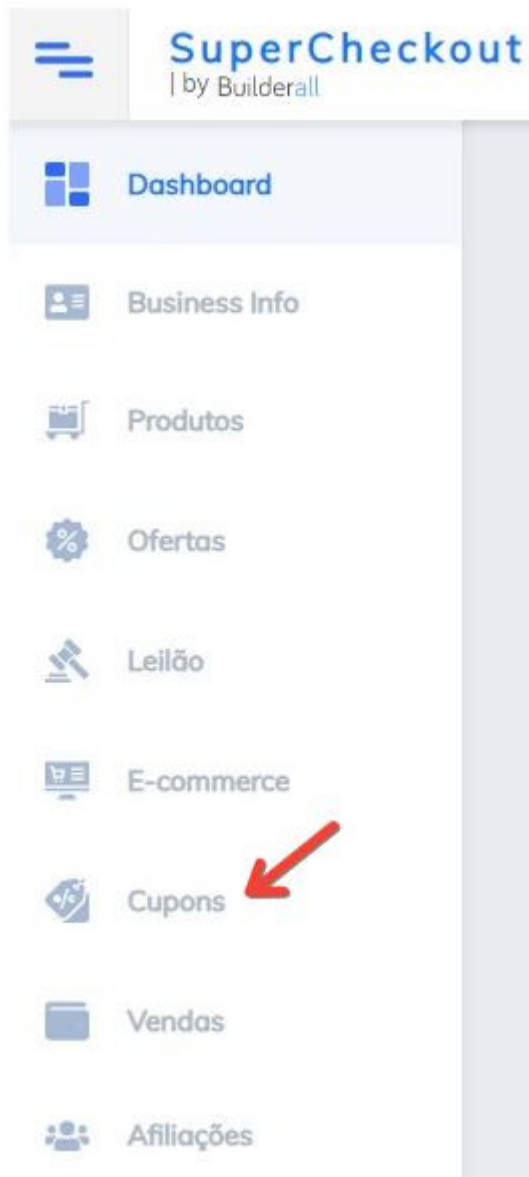 SuperCheckout
| by Builderall
Dashboard
Business Info
Produtos
Ofertas
Leilão
E-commerce
Cupons
Vendas
Afiliações